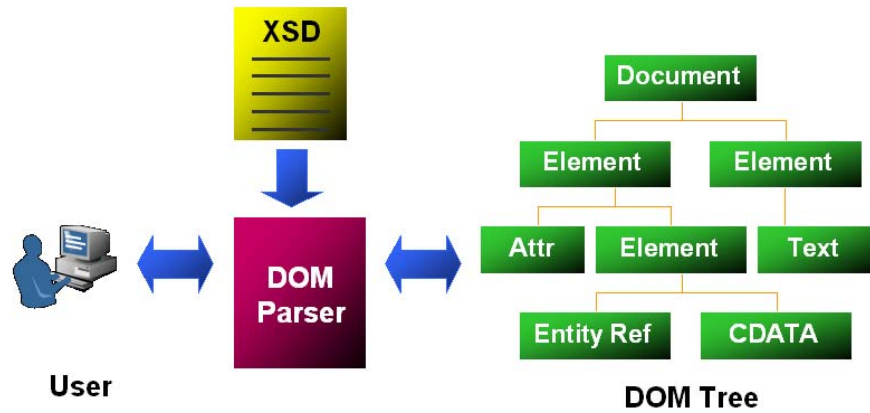 XSD
Document
Element
Element
Attr
Element
Text
DOM
Parser
Entity Ref
CDATA
User
DOM Tree